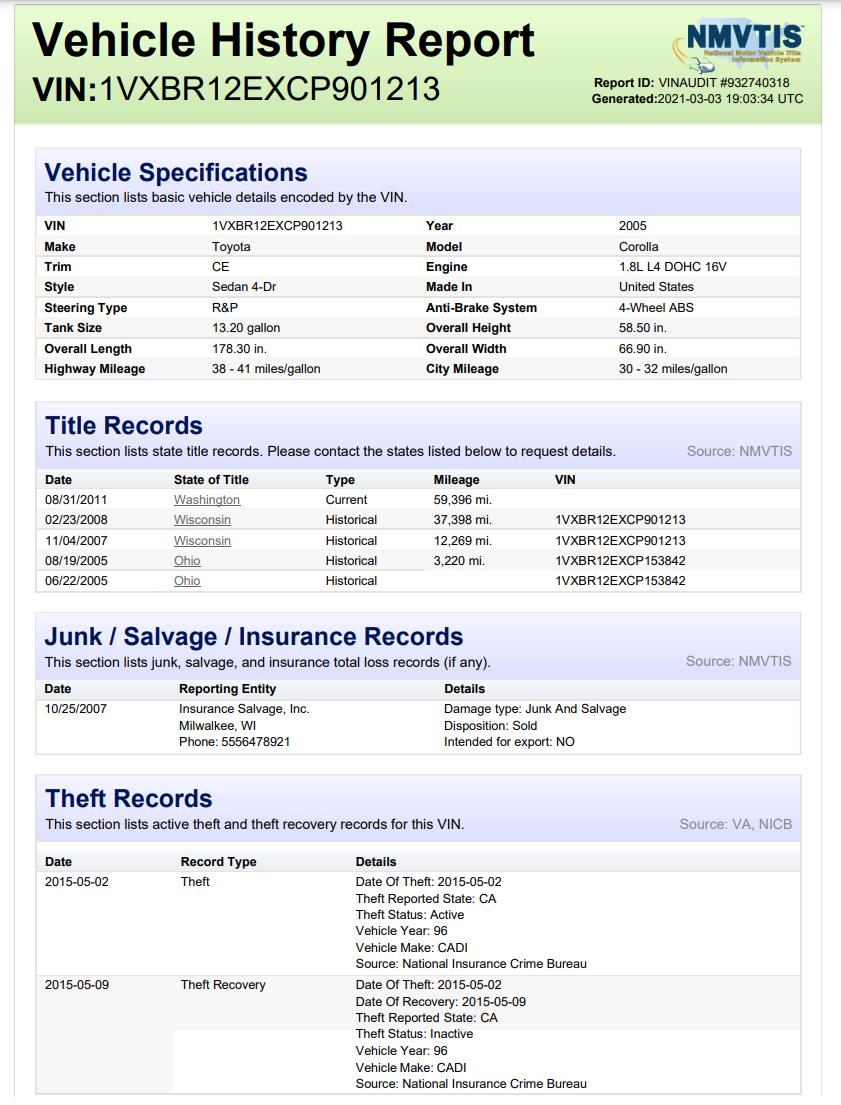 Vehicle History Report
VIN:1VXBR12EXCP901213
NMVTIS
National Motor Vehicle Title
Information System
Report ID: VINAUDIT #932740318
Generated:2021-03-03 19:03:34 UTC
Vehicle Specifications
This section lists basic vehicle details encoded by the VIN.
VIN 1VXBR12EXCP901213 Year 2005
Make Toyota Model Corolla
Trim CE Engine 1.8L L4 DOHC 16V
Style Sedan 4-Dr Made In United States
Steering Type R&P Anti-Brake System 4-Wheel ABS
Tank Size 13.20 gallon Overall Height 58.50 in.
Overall Length 178.30 in. Overall Width 66.90 in.
Highway Mileage 38 - 41 miles/gallon City Mileage 30 - 32 miles/gallon
Title Records
This section lists state title records. Please contact the states listed below to request details. Source: NMVTIS
Date State of Title Type Mileage VIN
08/31/2011 Washington Current 59,396 mi.
02/23/2008 Wisconsin Historical 37,398 mi. 1VXBR12EXCP901213
11/04/2007 Wisconsin Historical 12,269 mi. 1VXBR12EXCP901213
08/19/2005 Ohio Historical 3,220 mi. 1VXBR12EXCP153842
06/22/2005 Ohio Historical 1VXBR12EXCP153842
Junk / Salvage / Insurance Records
This section lists junk, salvage, and insurance total loss records (if any). Source: NMVTIS
Date Reporting Entity Details
10/25/2007 Insurance Salvage, Inc. Damage type: Junk And Salvage
Milwalkee, WI Disposition: Sold
Phone: 5556478921 Intended for export: NO
Theft Records
This section lists active theft and theft recovery records for this VIN. Source: VA, NICB
Date Record Type Details
2015-05-02 Theft Date Of Theft: 2015-05-02
Theft Reported State: CA
Theft Status: Active
Vehicle Year: 96
Vehicle Make: CADI
Source: National Insurance Crime Bureau
2015-05-09 Theft Recovery Date Of Theft: 2015-05-02
Date Of Recovery: 2015-05-09
Theft Reported State: CA
Theft Status: Inactive
Vehicle Year: 96
Vehicle Make: CADI
Source: National Insurance Crime Bureau